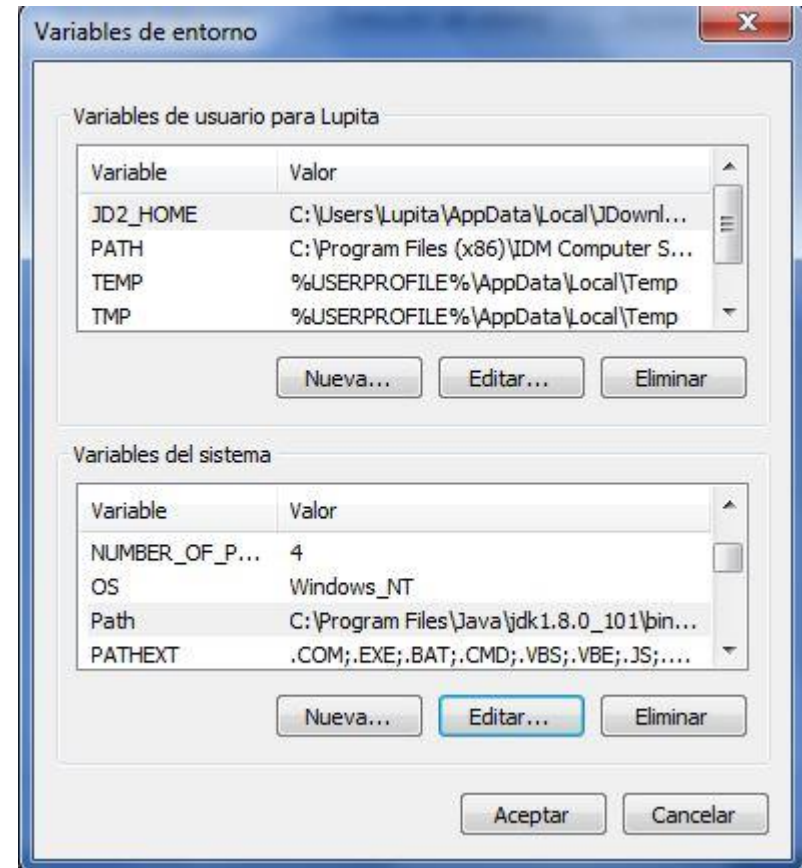 Variables de entorno
Variables de usuario para Lupita
Variable Valor
JD2_HOME C:\Users\Lupita\AppData\Local\JDownl...
PATH C:\Program Files (x86)\IDM Computer S...
TEMP %USERPROFILE%\AppData\Local\Temp
TMP %USERPROFILE%\AppData\Local\Temp
Nueva... Editar... Eliminar
Variables del sistema
Variable Valor
NUMBER_OF_P... 4
OS Windows_NT
Path C:\Program Files\Java\jdk1.8.0_101\bin...
PATHEXT .COM;.EXE;.BAT;.CMD;.VBS;.VBE;.JS;....
Nueva... Editar... Eliminar
Aceptar Cancelar